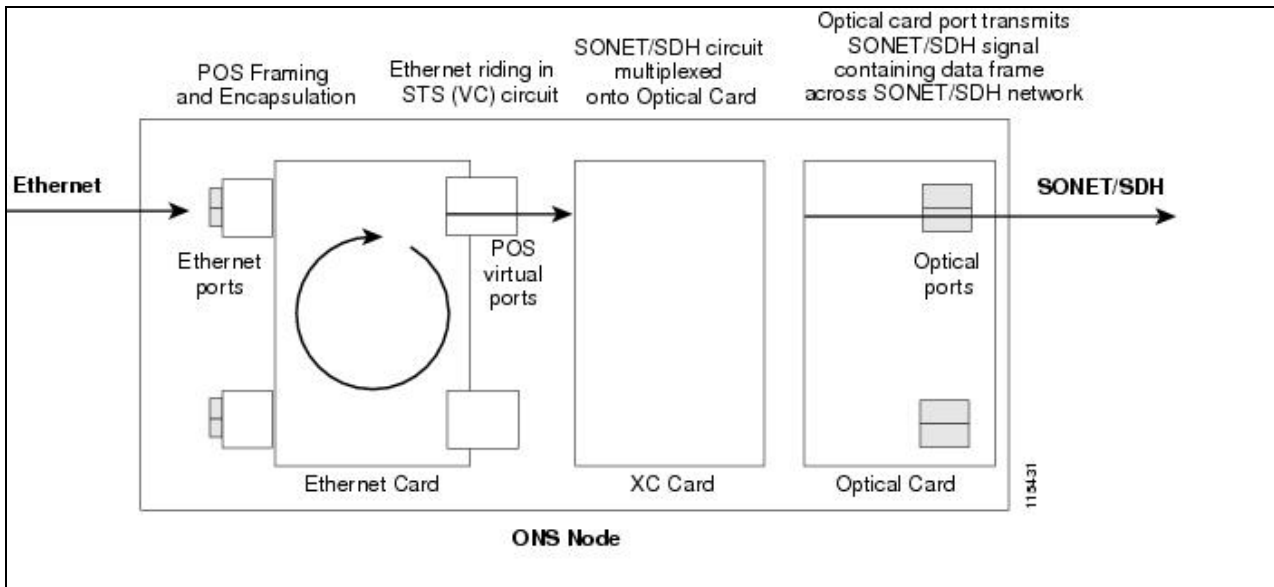 POS Framing
and Encapsulation
Ethernet riding in
STS (VC) circuit
SONET/SDH circuit
multiplexed
onto Optical Card
Optical card port transmits
SONET/SDH signal
containing data frame
across SONET/SDH network
Ethernet
SONET/SDH
Ethernet
ports
POS
virtual
ports
Optical
ports
Ethernet Card
XC Card
Optical Card
115431
ONS Node